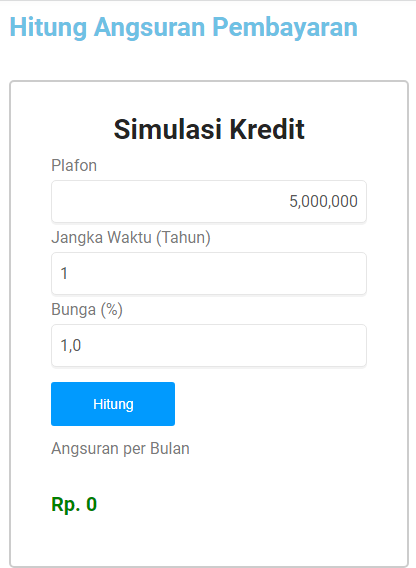 Hitung Angsuran Pembayaran
Simulasi Kredit
Plafon
5,000,000
Jangka Waktu (Tahun)
1
Bunga (%)
1,0
Hitung
Angsuran per Bulan
Rp. 0